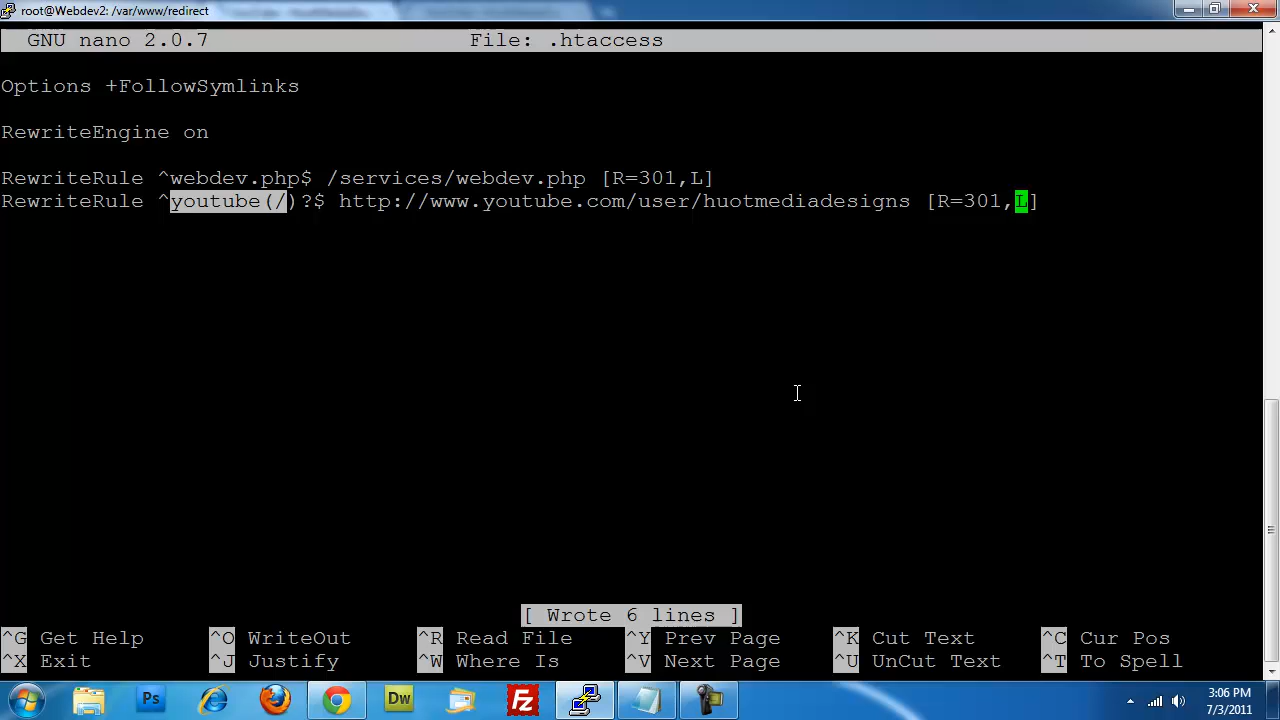 root@Webdev2: /var/www/redirect
GNU nano 2.0.7 File: .htaccess
Options +FollowSymlinks
RewriteEngine on
RewriteRule ^webdev.php$ /services/webdev.php [R=301,L]
RewriteRule ^youtube(/)?$ http://www.youtube.com/user/huotmediadesigns [R=301,L]
[ Wrote 6 lines ]
^G Get Help ^O WriteOut ^R Read File ^Y Prev Page ^K Cut Text ^C Cur Pos
^X Exit ^J Justify ^W Where Is ^V Next Page ^U UnCut Text ^T To Spell
Ps Dw Fz 3:06 PM
7/3/2011